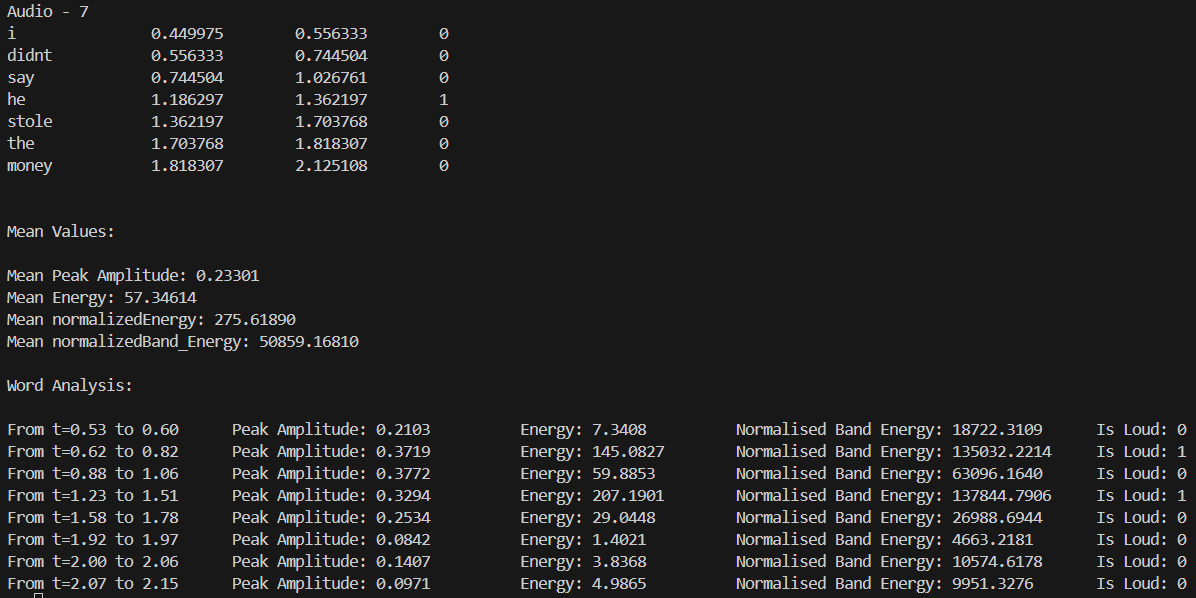 Audio - 7
i 0.449975 0.556333 0
didnt 0.556333 0.744504 0
say 0.744504 1.026761 0
he 1.186297 1.362197 1
stole 1.362197 1.703768 0
the 1.703768 1.818307 0
money 1.818307 2.125108 0
Mean Values:
Mean Peak Amplitude: 0.23301
Mean Energy: 57.34614
Mean normalizedEnergy: 275.61890
Mean normalizedBand_Energy: 50859.16810
Word Analysis:
From t=0.53 to 0.60 Peak Amplitude: 0.2103 Energy: 7.3408 Normalised Band Energy: 18722.3109 Is Loud: 0
From t=0.62 to 0.82 Peak Amplitude: 0.3719 Energy: 145.0827 Normalised Band Energy: 135032.2214 Is Loud: 1
From t=0.88 to 1.06 Peak Amplitude: 0.3772 Energy: 59.8853 Normalised Band Energy: 63096.1640 Is Loud: 0
From t=1.23 to 1.51 Peak Amplitude: 0.3294 Energy: 207.1901 Normalised Band Energy: 137844.7906 Is Loud: 1
From t=1.58 to 1.78 Peak Amplitude: 0.2534 Energy: 29.0448 Normalised Band Energy: 26988.6944 Is Loud: 0
From t=1.92 to 1.97 Peak Amplitude: 0.0842 Energy: 1.4021 Normalised Band Energy: 4663.2181 Is Loud: 0
From t=2.00 to 2.06 Peak Amplitude: 0.1407 Energy: 3.8368 Normalised Band Energy: 10574.6178 Is Loud: 0
From t=2.07 to 2.15 Peak Amplitude: 0.0971 Energy: 4.9865 Normalised Band Energy: 9951.3276 Is Loud: 0